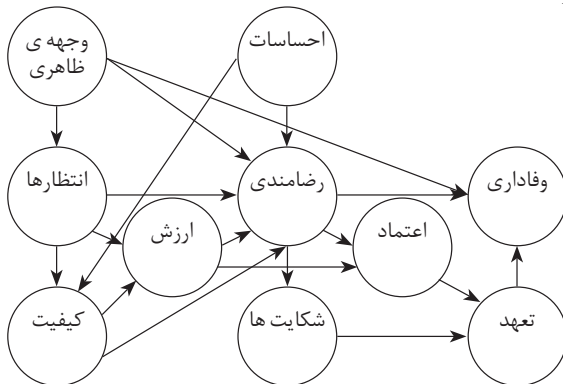 وجهه ی
ظاهری
احساسات
انتظارها
رضامندی
وفاداری
ارزش
اعتماد
کیفیت
شکایت ها
تعهد